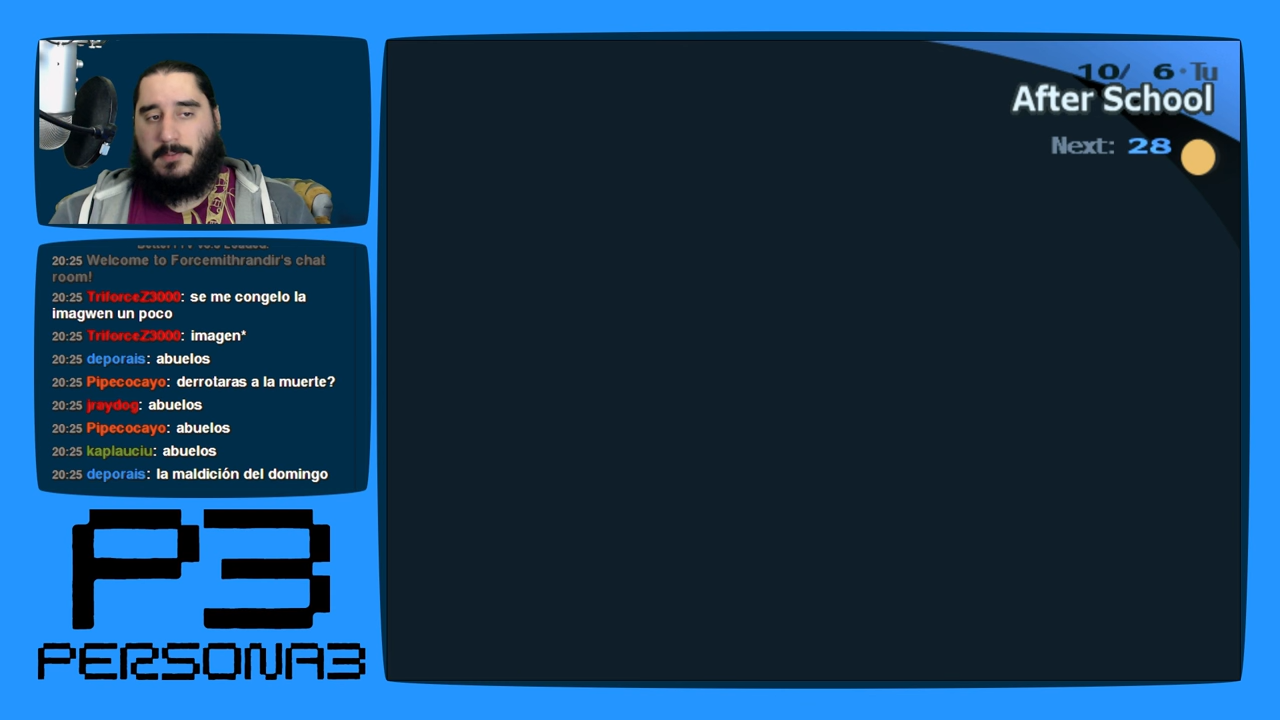 10/ 6·Tu
After School
Next: 28
20:25 Welcome to Forcemithrandir's chat
room!
20:25 TriforceZ3000: se me congelo la
imagwen un poco
20:25 TriforceZ3000: imagen*
20:25 deporais: abuelos
20:25 Pipecocayo: derrotaras a la muerte?
20:25 jraydog: abuelos
20:25 Pipecocayo: abuelos
20:25 kaplauciu: abuelos
20:25 deporais: la maldición del domingo
P3
PERSONA3